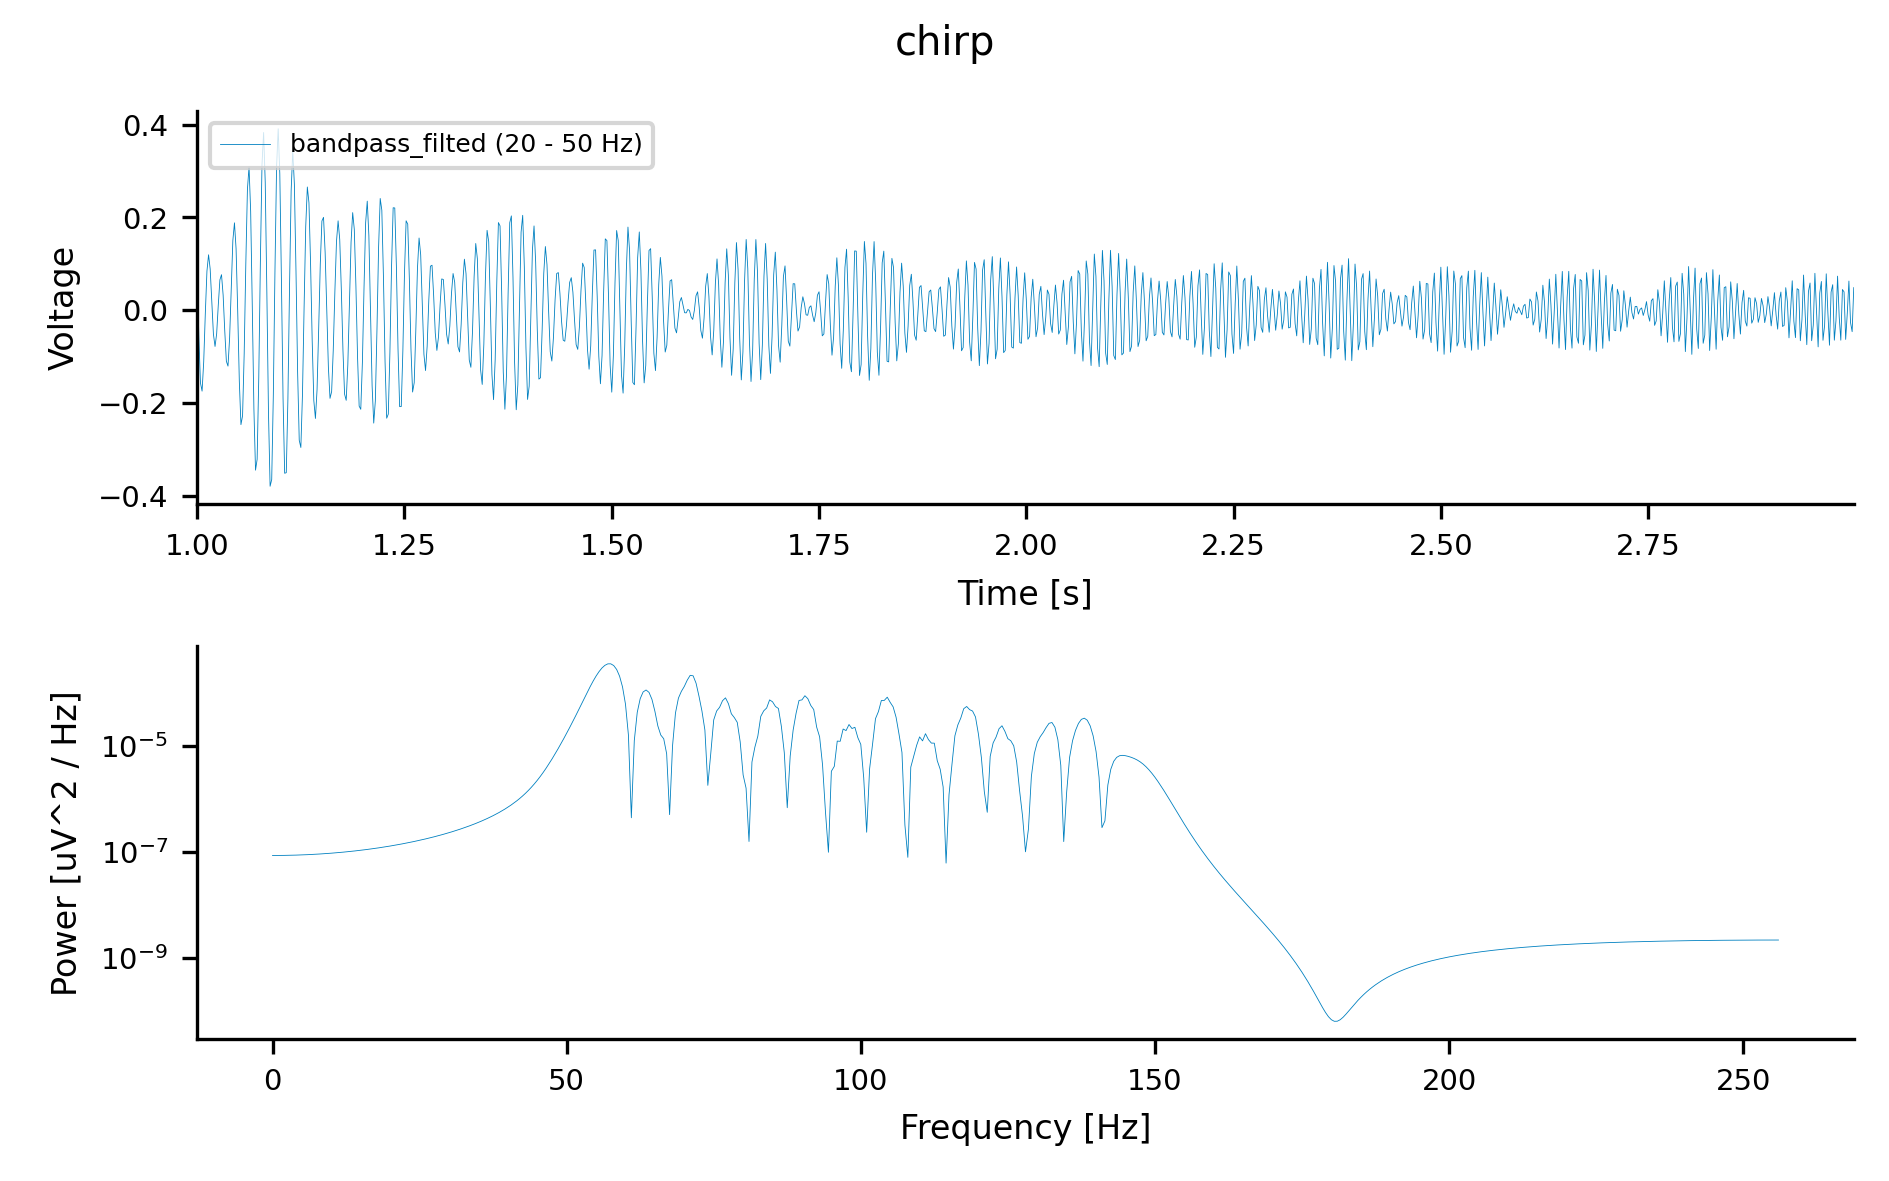 chirp
bandpass_filted (20 - 50 Hz)
Voltage
0.4
0.2
0.0
−0.2
−0.4
1.00 1.25 1.50 1.75 2.00 2.25 2.50 2.75
Time [s]
Power [uV^2 / Hz]
10⁻⁵
10⁻⁷
10⁻⁹
0 50 100 150 200 250
Frequency [Hz]